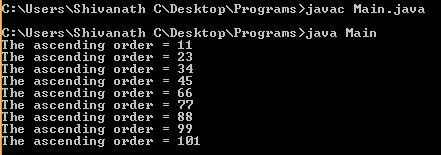 C:\Users\Shivanath C\Desktop\Programs>javac Main.java
C:\Users\Shivanath C\Desktop\Programs>java Main
The ascending order = 11
The ascending order = 23
The ascending order = 34
The ascending order = 45
The ascending order = 66
The ascending order = 77
The ascending order = 88
The ascending order = 99
The ascending order = 101